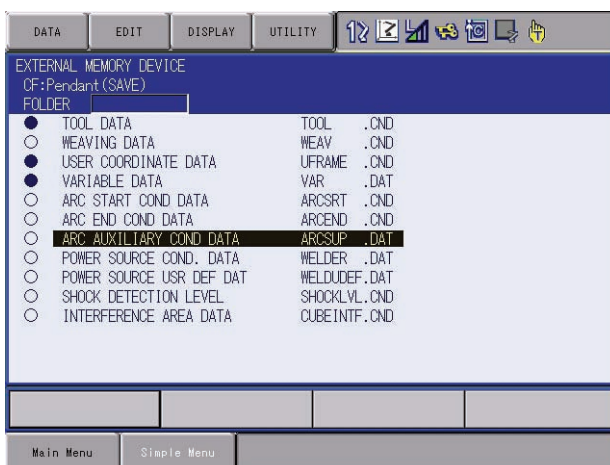 DATA EDIT DISPLAY UTILITY
EXTERNAL MEMORY DEVICE
CF:Pendant(SAVE)
FOLDER
TOOL DATA TOOL .CND
WEAVING DATA WEAV .CND
USER COORDINATE DATA UFRAME .CND
VARIABLE DATA VAR .DAT
ARC START COND DATA ARCSRT .CND
ARC END COND DATA ARCEND .CND
ARC AUXILIARY COND DATA ARCSUP .DAT
POWER SOURCE COND. DATA WELDER .DAT
POWER SOURCE USR DEF DAT WELDUDEF.DAT
SHOCK DETECTION LEVEL SHOCKLVL.CND
INTERFERENCE AREA DATA CUBEINTF.CND
Main Menu Simple Menu